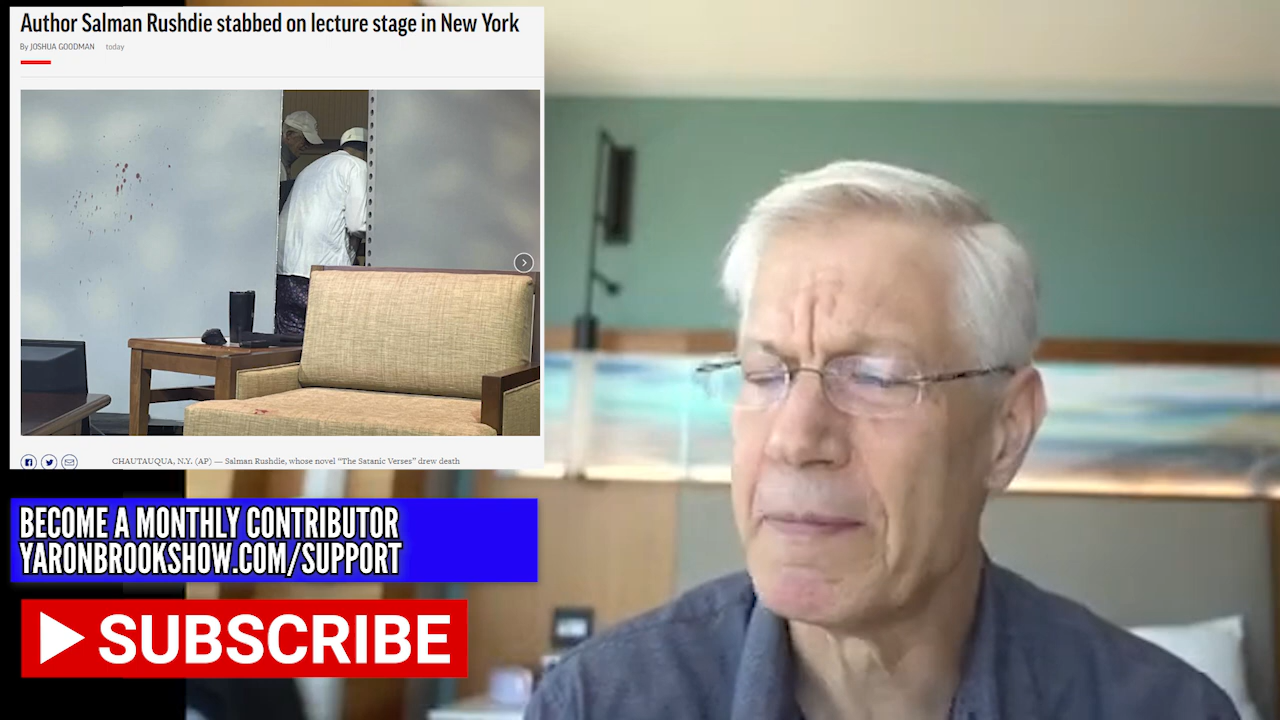 Author Salman Rushdie stabbed on lecture stage in New York
By JOSHUA GOODMAN today
CHAUTAUQUA, N.Y. (AP) — Salman Rushdie, whose novel “The Satanic Verses” drew death
BECOME A MONTHLY CONTRIBUTOR
YARONBROOKSHOW.COM/SUPPORT
SUBSCRIBE